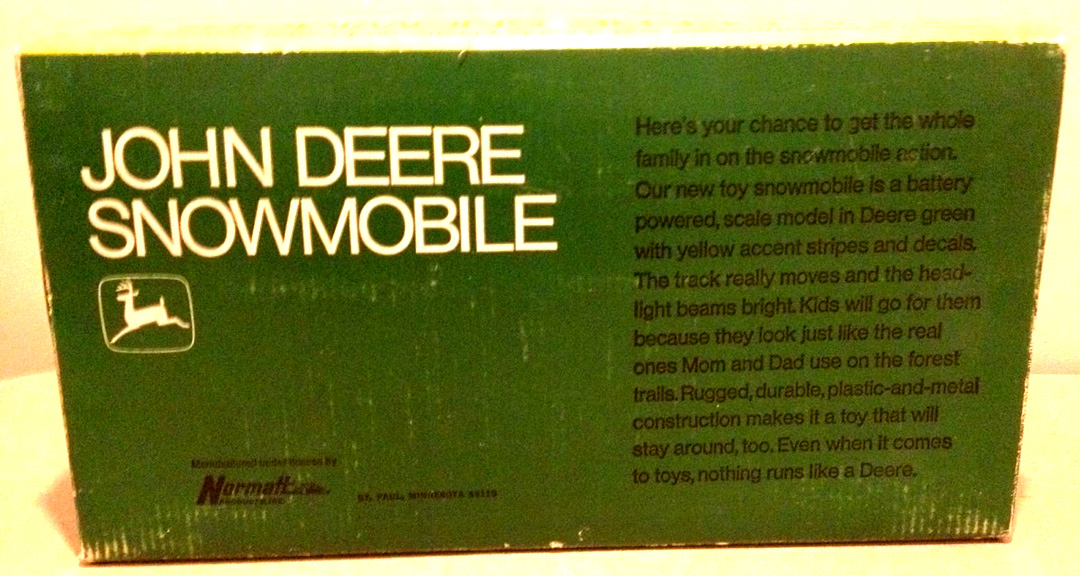 JOHN DEERE
SNOWMOBILE
Here's your chance to get the whole
family in on the snowmobile action.
Our new toy snowmobile is a battery
powered, scale model in Deere green
with yellow accent stripes and decals.
The track really moves and the head-
light beams bright. Kids will go for them
because they look just like the real
ones Mom and Dad use on the forest
trails. Rugged, durable, plastic-and-metal
construction makes it a toy that will
stay around, too. Even when it comes
to toys, nothing runs like a Deere.
Manufactured under license by
Normatt
PRODUCTS INC.
ST. PAUL, MINNESOTA